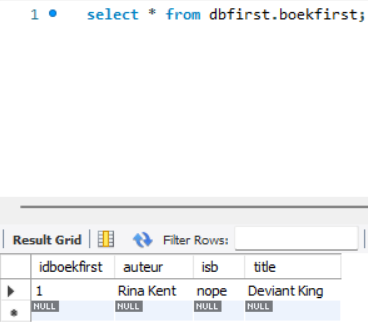 1 select * from dbfirst.boekfirst;
Result Grid Filter Rows:
idboekfirst auteur isb title
1 Rina Kent nope Deviant King
NULL NULL NULL NULL